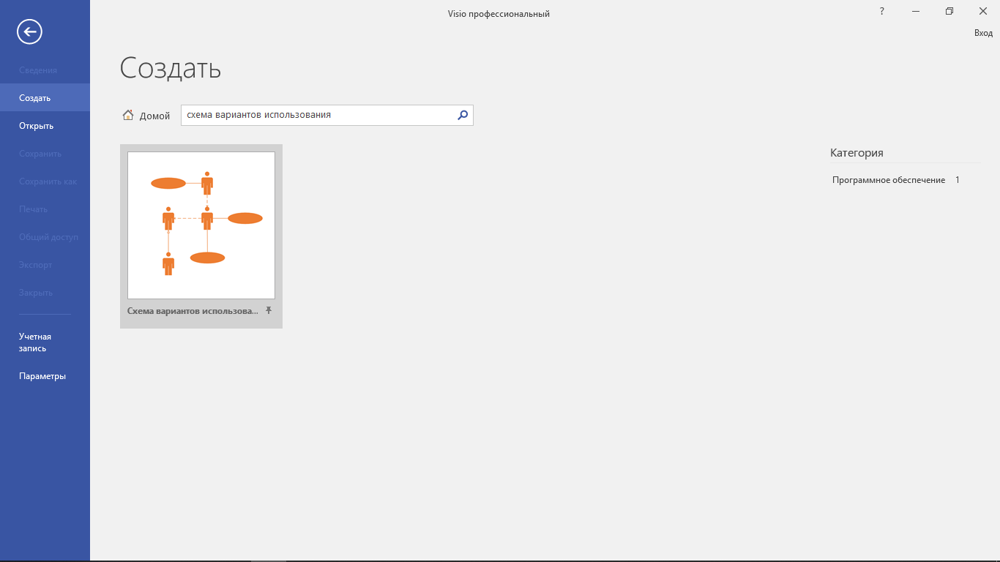 Visio профессиональный
?
Вход
Сведения
Создать
Открыть
Сохранить
Сохранить как
Печать
Общий доступ
Экспорт
Закрыть
Учетная
запись
Параметры
Создать
Домой
схема вариантов использования
Схема вариантов использова...
Категория
Программное обеспечение 1